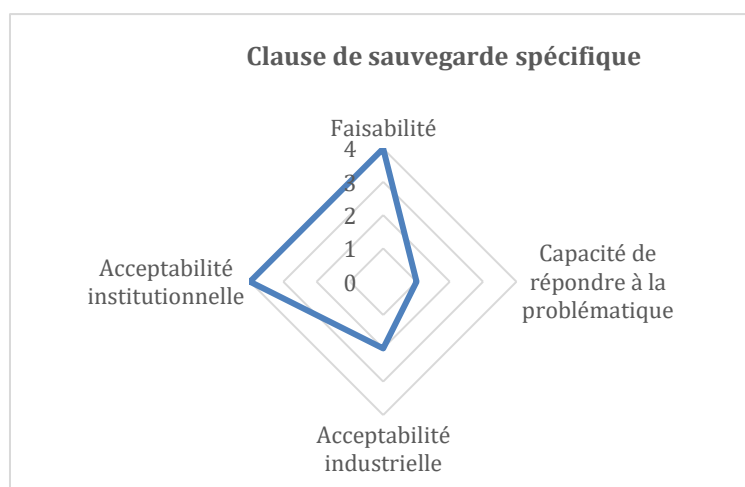 Clause de sauvegarde spécifique
Faisabilité
4
3
2
1
0
Capacité de
répondre à la
problématique
Acceptabilité
institutionnelle
Acceptabilité
industrielle